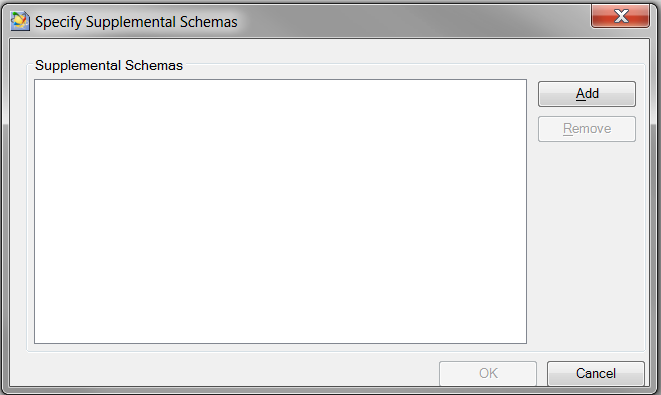 Specify Supplemental Schemas
Supplemental Schemas
Add
Remove
OK
Cancel